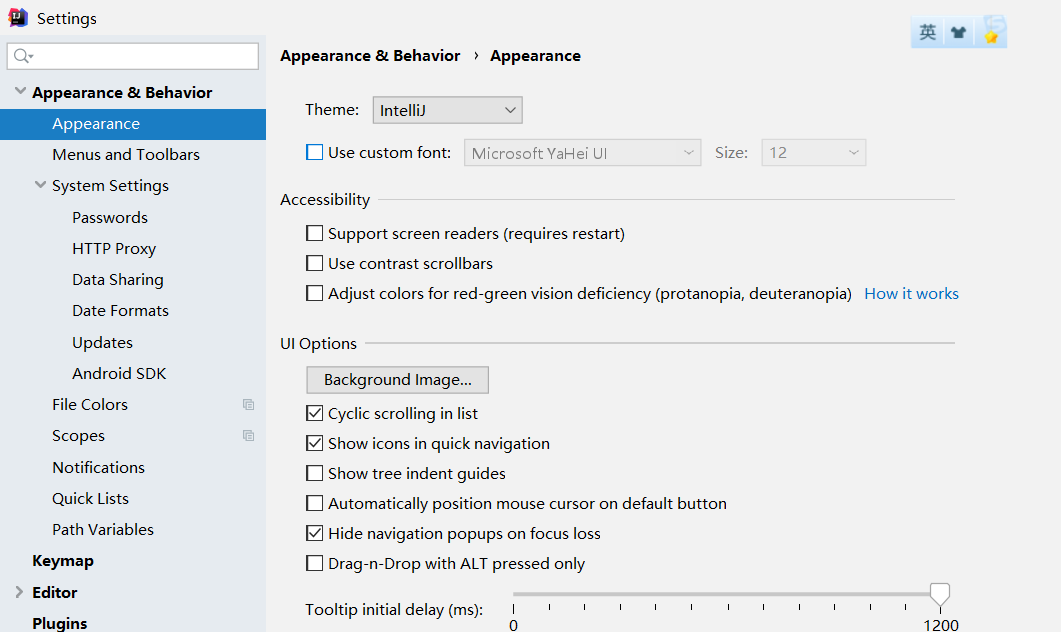 Settings
英
Appearance & Behavior
Appearance
Menus and Toolbars
System Settings
Passwords
HTTP Proxy
Data Sharing
Date Formats
Updates
Android SDK
File Colors
Scopes
Notifications
Quick Lists
Path Variables
Keymap
Editor
Plugins
Appearance & Behavior › Appearance
Theme: IntelliJ
Use custom font: Microsoft YaHei UI Size: 12
Accessibility
Support screen readers (requires restart)
Use contrast scrollbars
Adjust colors for red-green vision deficiency (protanopia, deuteranopia) How it works
UI Options
Background Image...
Cyclic scrolling in list
Show icons in quick navigation
Show tree indent guides
Automatically position mouse cursor on default button
Hide navigation popups on focus loss
Drag-n-Drop with ALT pressed only
Tooltip initial delay (ms):
0 1200